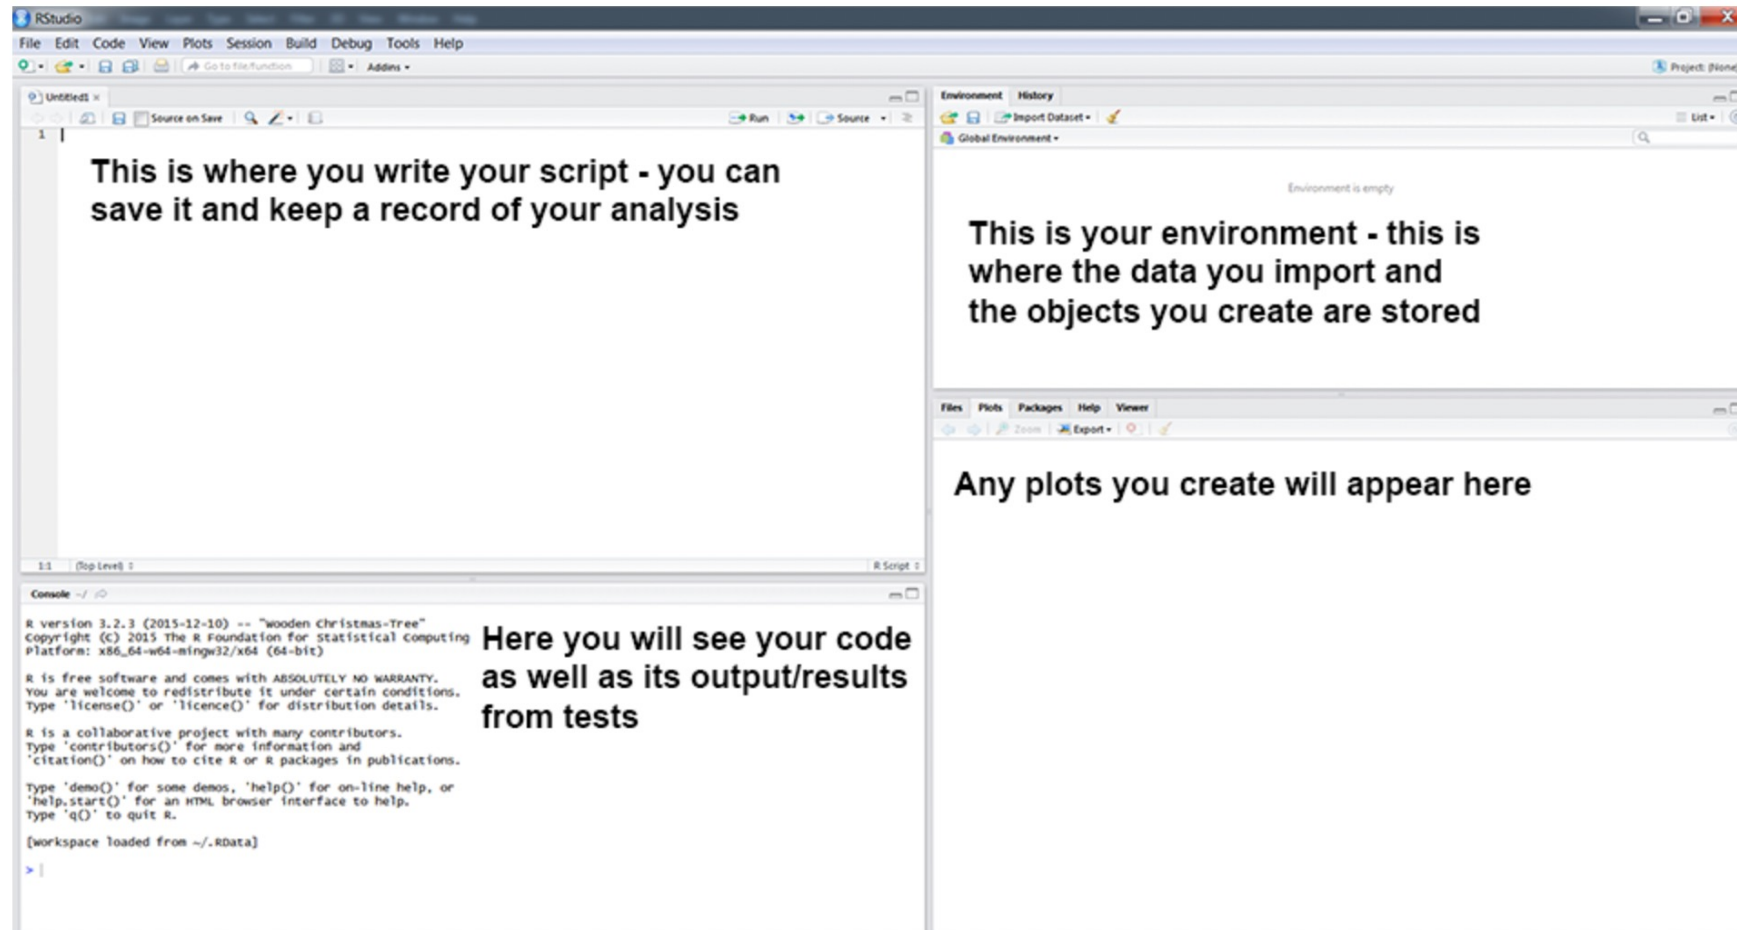 RStudio
File Edit Code View Plots Session Build Debug Tools Help
Go to file/function Addins Project: (None)
Untitled1
Source on Save Run Source
1
This is where you write your script - you can
save it and keep a record of your analysis
1:1 (Top Level) R Script
Console ~/
R version 3.2.3 (2015-12-10) -- "Wooden Christmas-Tree"
Copyright (C) 2015 The R Foundation for Statistical Computing
Platform: x86_64-w64-mingw32/x64 (64-bit)
R is free software and comes with ABSOLUTELY NO WARRANTY.
You are welcome to redistribute it under certain conditions.
Type 'license()' or 'licence()' for distribution details.
R is a collaborative project with many contributors.
Type 'contributors()' for more information and
'citation()' on how to cite R or R packages in publications.
Type 'demo()' for some demos, 'help()' for on-line help, or
'help.start()' for an HTML browser interface to help.
Type 'q()' to quit R.
[Workspace loaded from ~/.RData]
>
Here you will see your code
as well as its output/results
from tests
Environment History
Import Dataset List
Global Environment
Environment is empty
This is your environment - this is
where the data you import and
the objects you create are stored
Files Plots Packages Help Viewer
Zoom Export
Any plots you create will appear here